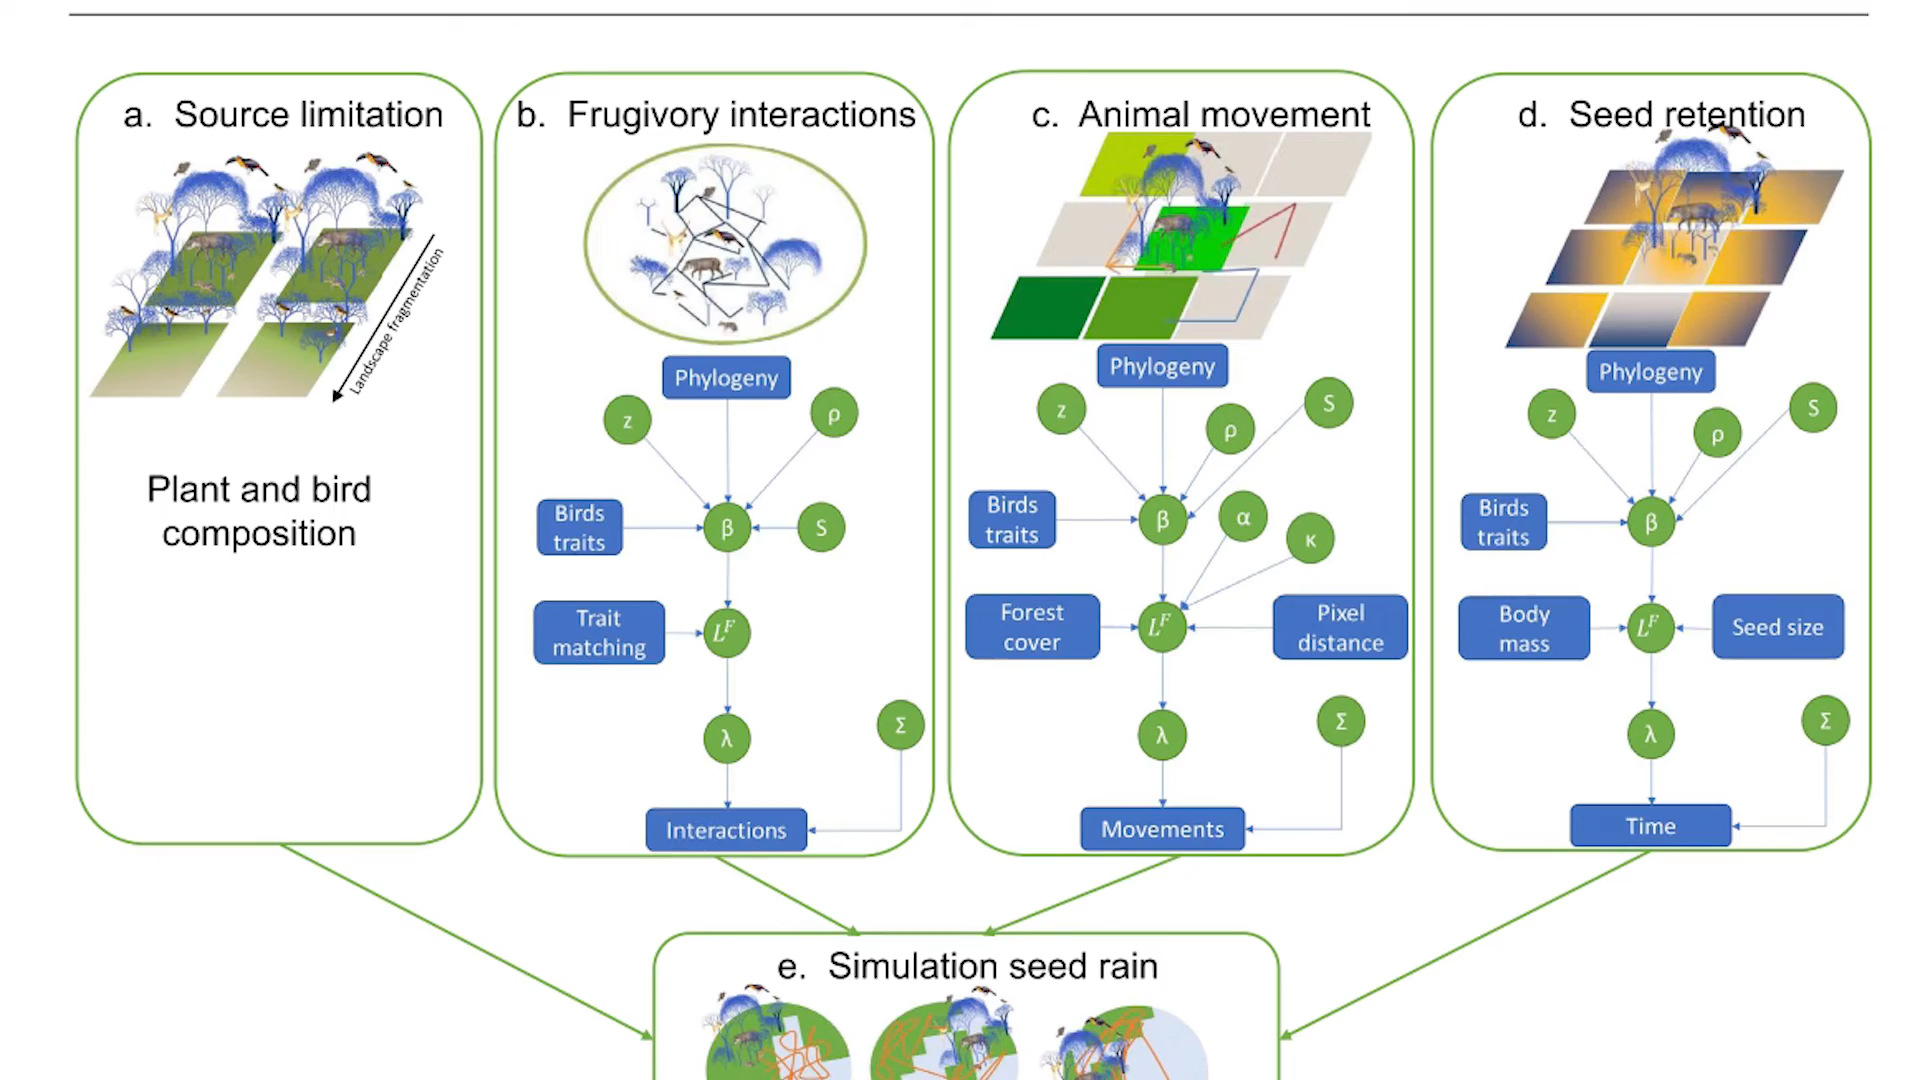 a. Source limitation
Landscape fragmentation
Plant and bird
composition
b. Frugivory interactions
Phylogeny
z
ρ
Birds
traits
β
S
Trait
matching
L^F
λ
Σ
Interactions
c. Animal movement
Phylogeny
z
ρ
S
Birds
traits
β
α
κ
Forest
cover
L^F
Pixel
distance
λ
Σ
Movements
d. Seed retention
Phylogeny
z
ρ
S
Birds
traits
β
Body
mass
L^F
Seed size
λ
Σ
Time
e. Simulation seed rain